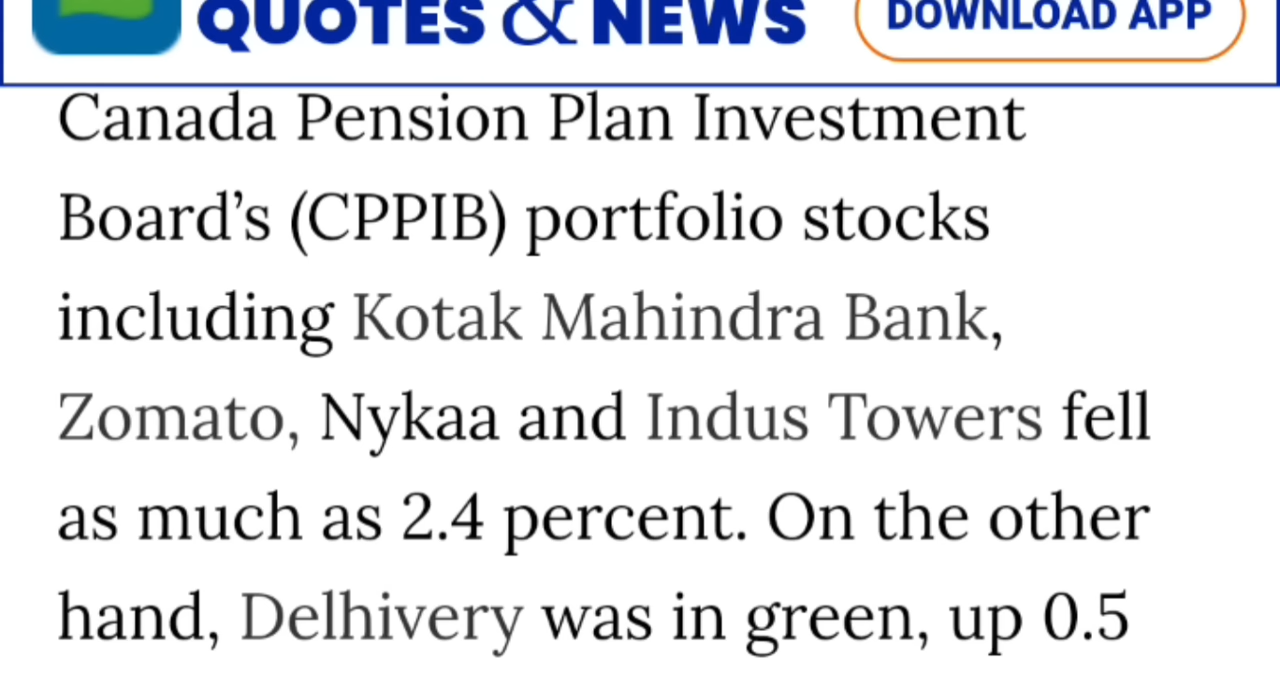 QUOTES & NEWS
DOWNLOAD APP
Canada Pension Plan Investment
Board’s (CPPIB) portfolio stocks
including Kotak Mahindra Bank,
Zomato, Nykaa and Indus Towers fell
as much as 2.4 percent. On the other
hand, Delhivery was in green, up 0.5